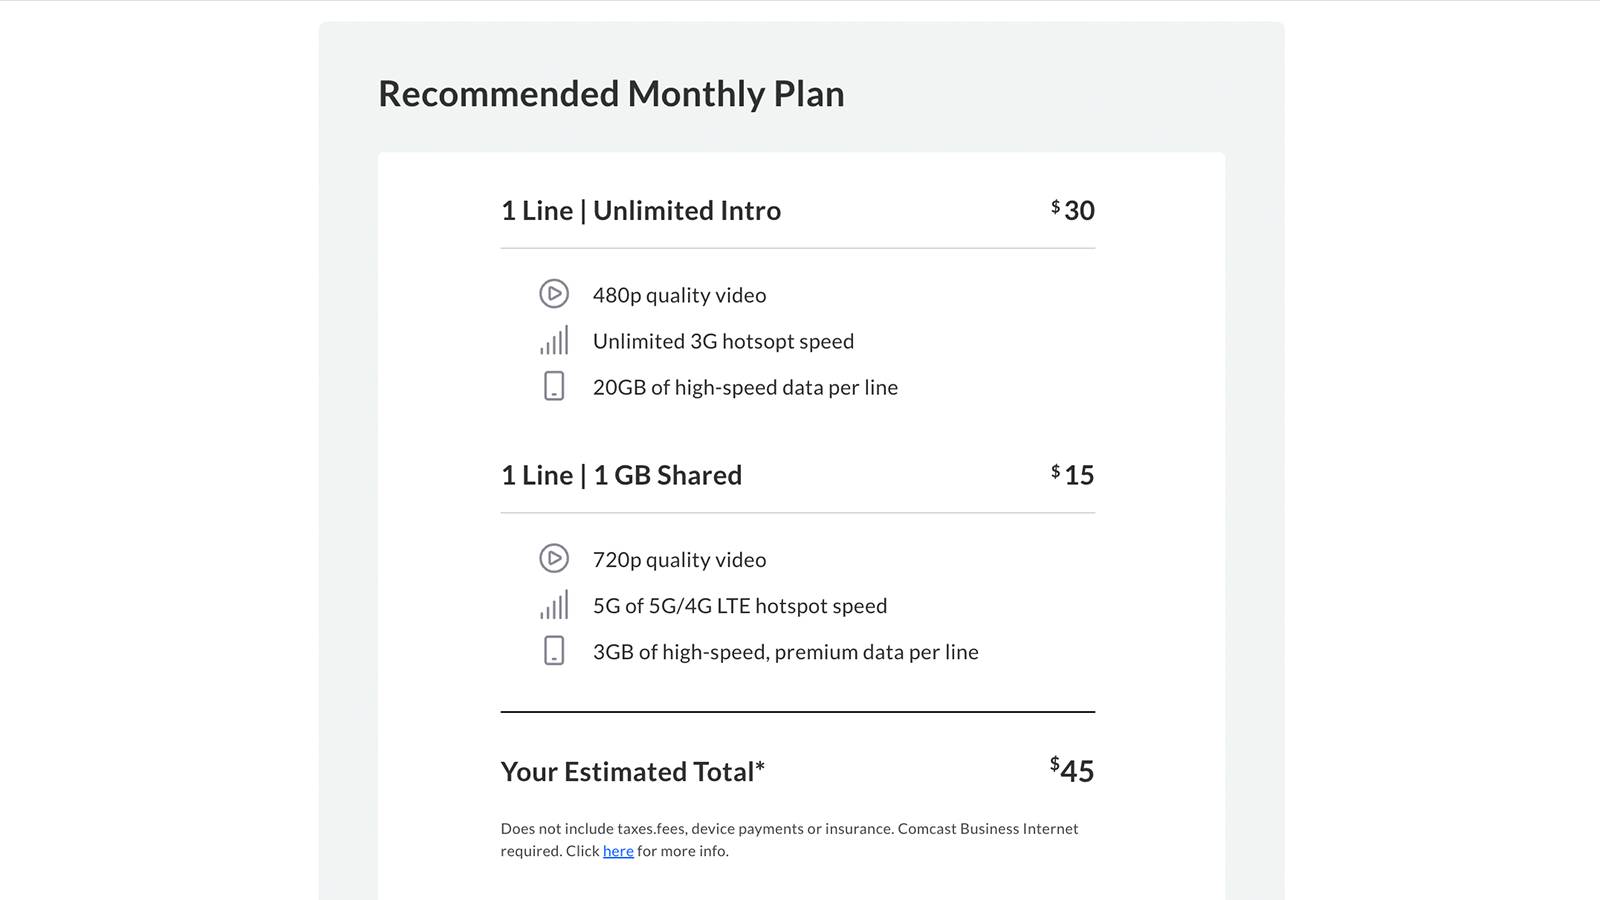 Recommended Monthly Plan
1 Line | Unlimited Intro $30
480p quality video
Unlimited 3G hotsopt speed
20GB of high-speed data per line
1 Line | 1 GB Shared $15
720p quality video
5G of 5G/4G LTE hotspot speed
3GB of high-speed, premium data per line
Your Estimated Total* $45
Does not include taxes.fees, device payments or insurance. Comcast Business Internet
required. Click here for more info.